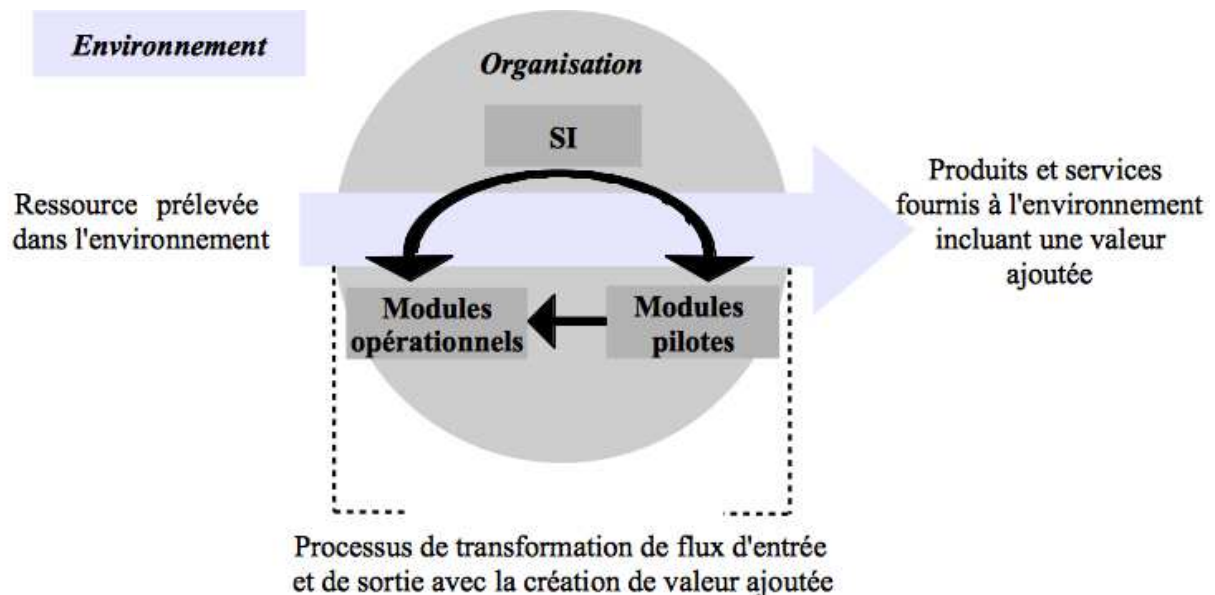 Environnement
Organisation
SI
Ressource prélevée
dans l'environnement
Produits et services
fournis à l'environnement
incluant une valeur
ajoutée
Modules
opérationnels
Modules
pilotes
Processus de transformation de flux d'entrée
et de sortie avec la création de valeur ajoutée